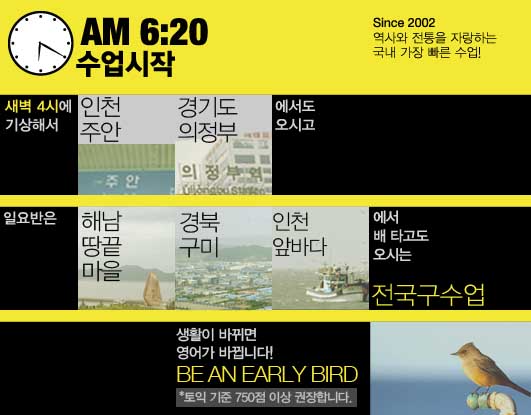 AM 6:20
수업시작
Since 2002
역사와 전통을 자랑하는
국내 가장 빠른 수업!
새벽 4시에
기상해서
인천
주안
경기도
의정부
에서도
오시고
주안
의정부역
Uijongbu Station
일요반은
해남
땅끝
마을
경북
구미
인천
앞바다
에서
배 타고도
오시는
전국구수업
생활이 바뀌면
영어가 바뀝니다!
BE AN EARLY BIRD
*토익 기준 750점 이상 권장합니다.